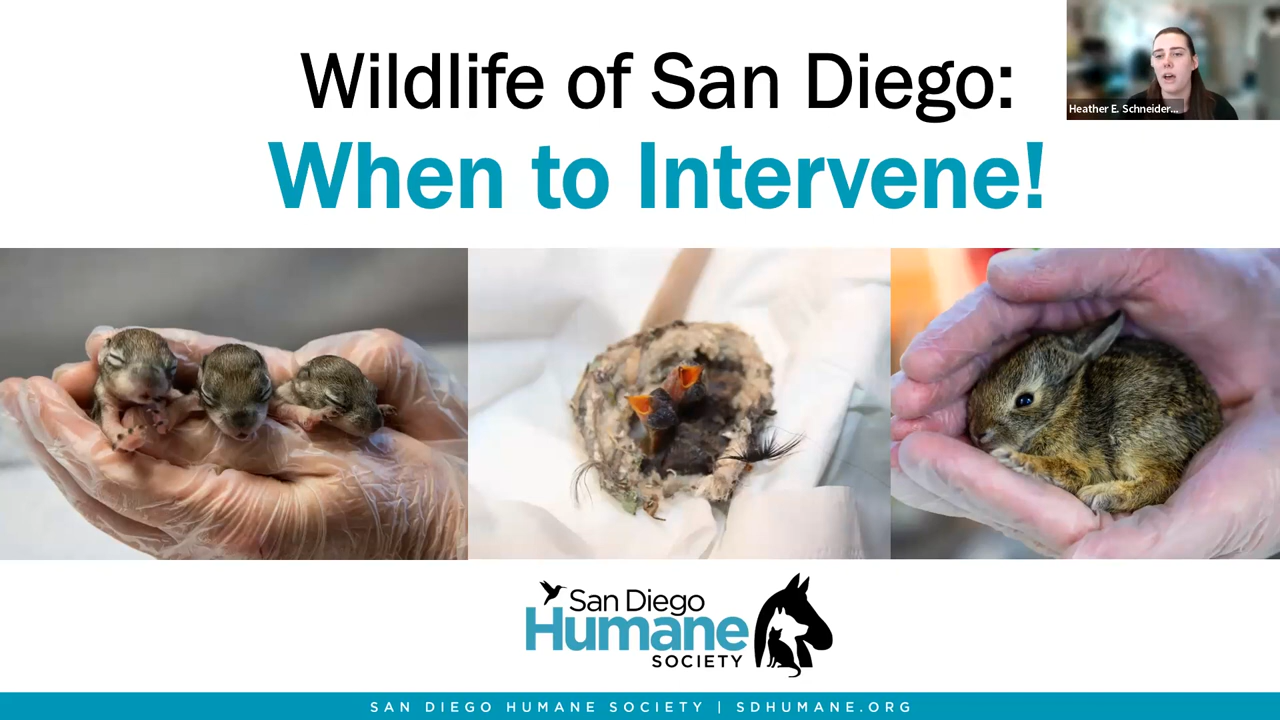 Wildlife of San Diego:
When to Intervene!
Heather E. Schneider...
San Diego
Humane
SOCIETY
SAN DIEGO HUMANE SOCIETY | SDHUMANE.ORG